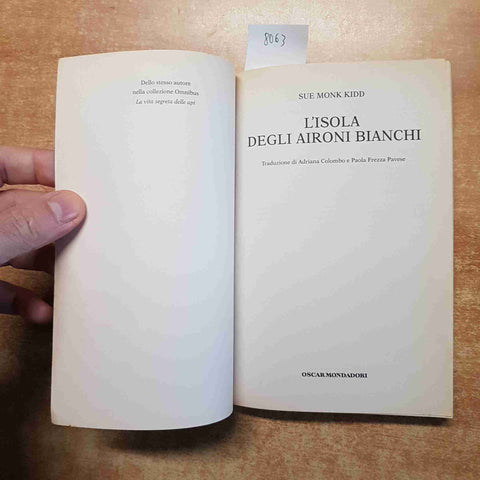 8063
Dello stesso autore
nella collezione Omnibus
La vita segreta delle api
SUE MONK KIDD
L'ISOLA
DEGLI AIRONI BIANCHI
Traduzione di Adriana Colombo e Paola Frezza Pavese
OSCAR MONDADORI